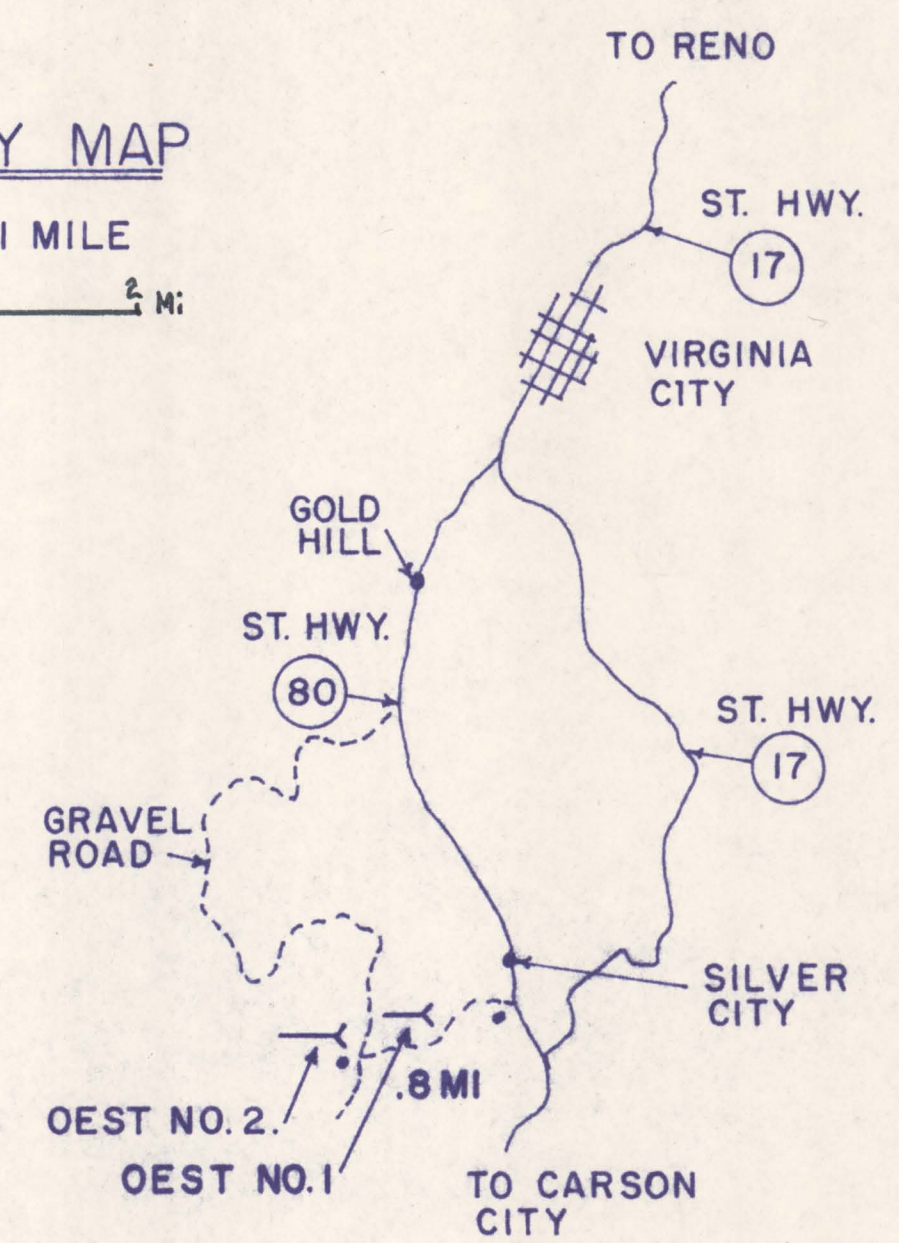 TO RENO
Y MAP
ST. HWY.
1 MILE
17
2 Mi
VIRGINIA
CITY
GOLD
HILL
ST. HWY.
80
ST. HWY.
17
GRAVEL
ROAD
SILVER
CITY
.8 MI
OEST NO. 2.
OEST NO. 1
TO CARSON
CITY